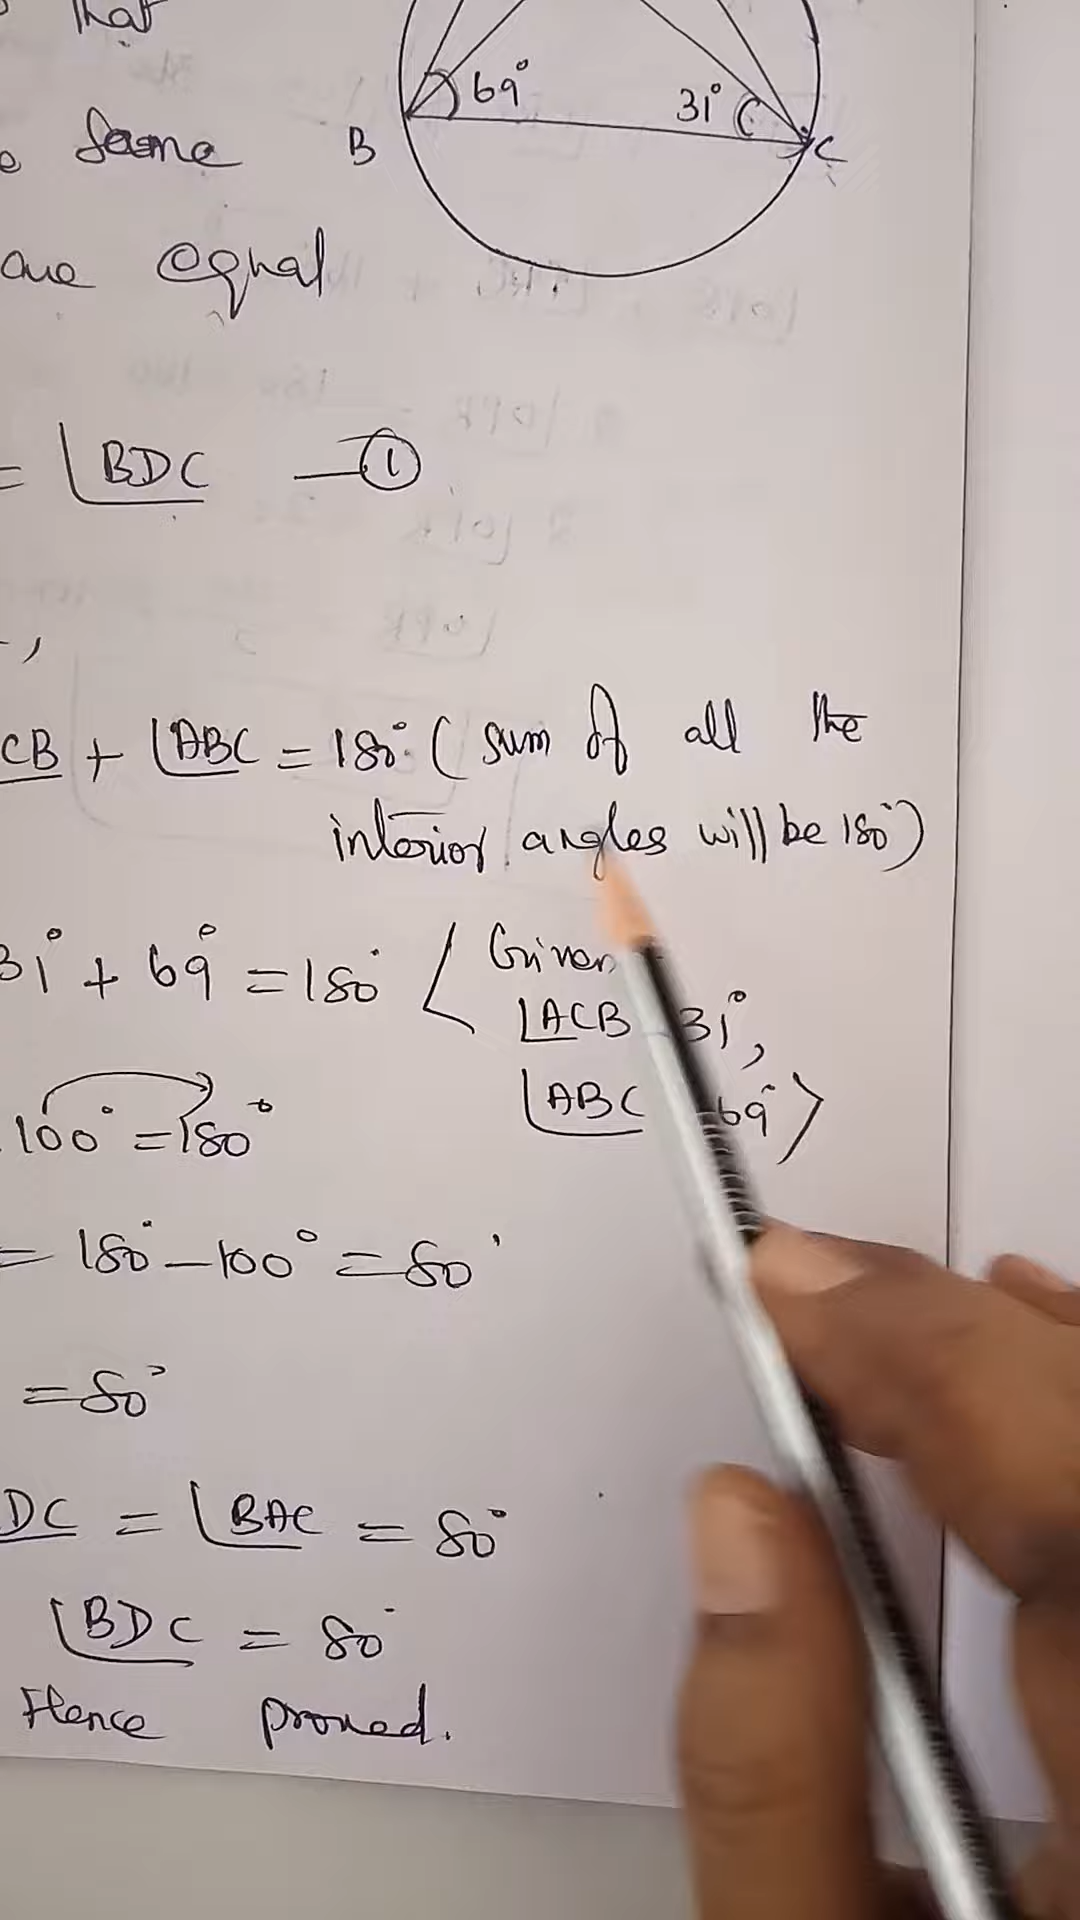 that
69°
31°
same
B
C
are equal
= ∠BDC —①
,
CB + ∠ABC = 180° ( sum of all the
interior angles will be 180°)
31° + 69° = 180° < Given
∠ACB 31°,
∠ABC 69° >
100° = 180°
= 180° – 100° = 80°
= 80°
DC = ∠BAC = 80°
∠BDC = 80°
Hence proved.